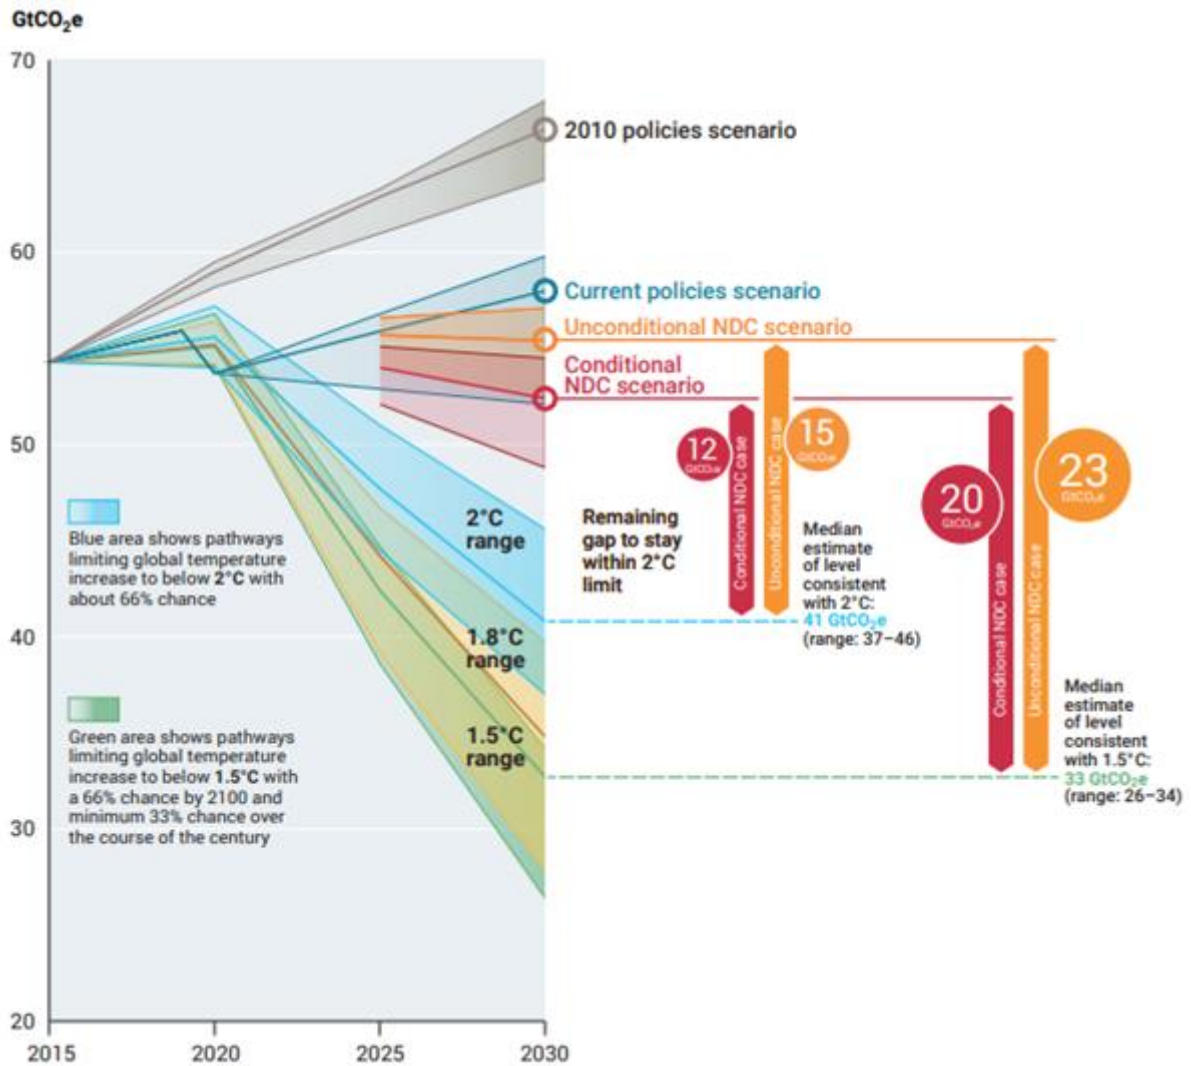 GtCO₂e
70
60
50
40
30
20
2015
2020
2025
2030
2010 policies scenario
Current policies scenario
Unconditional NDC scenario
Conditional
NDC scenario
2°C
range
1.8°C
range
1.5°C
range
Blue area shows pathways
limiting global temperature
increase to below 2°C with
about 66% chance
Green area shows pathways
limiting global temperature
increase to below 1.5°C with
a 66% chance by 2100 and
minimum 33% chance over
the course of the century
Remaining
gap to stay
within 2°C
limit
12
GtCO₂e
Conditional NDC case
Unconditional NDC case
15
GtCO₂e
Median
estimate
of level
consistent
with 2°C:
41 GtCO₂e
(range: 37–46)
20
GtCO₂e
Conditional NDC case
Unconditional NDC case
23
GtCO₂e
Median
estimate
of level
consistent
with 1.5°C:
33 GtCO₂e
(range: 26–34)